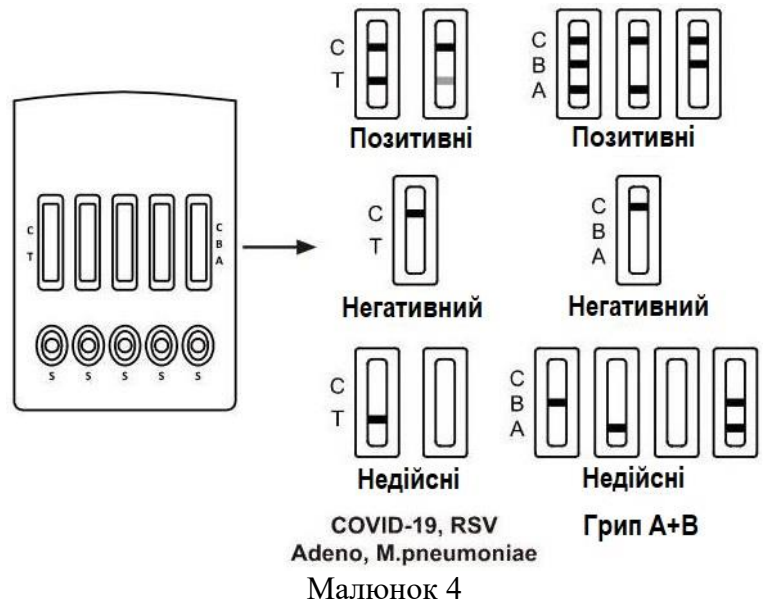 C
T
C
B
A
Позитивні
Позитивні
C
T
C
B
A
Негативний
Негативний
C
T
C
B
A
S S S S S
C
T
C
B
A
Недійсні
Недійсні
COVID-19, RSV
Adeno, M.pneumoniae
Грип A+B
Малюнок 4